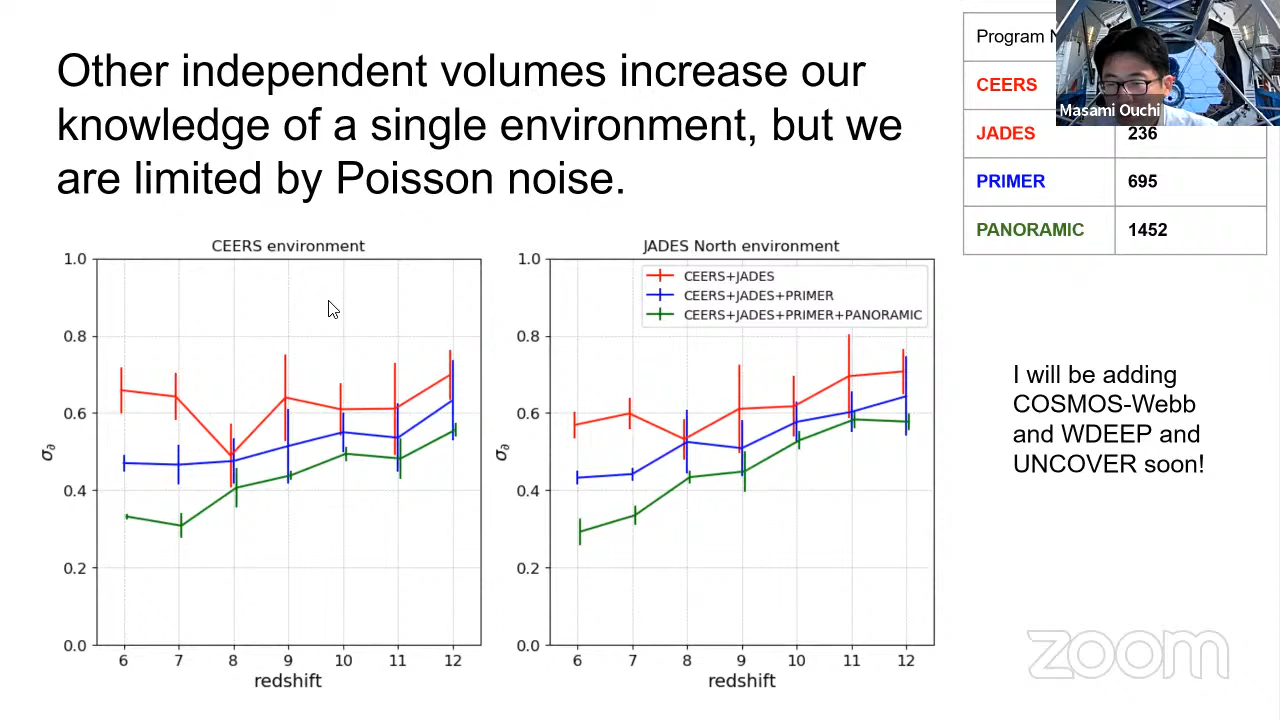 Other independent volumes increase our
knowledge of a single environment, but we
are limited by Poisson noise.
Program
CEERS
Masami Ouchi
JADES 236
PRIMER 695
PANORAMIC 1452
CEERS environment
1.0
0.8
0.6
0.4
0.2
0.0
σ∂
6 7 8 9 10 11 12
redshift
JADES North environment
CEERS+JADES
CEERS+JADES+PRIMER
CEERS+JADES+PRIMER+PANORAMIC
1.0
0.8
0.6
0.4
0.2
0.0
σ∂
6 7 8 9 10 11 12
redshift
I will be adding
COSMOS-Webb
and WDEEP and
UNCOVER soon!
zoom